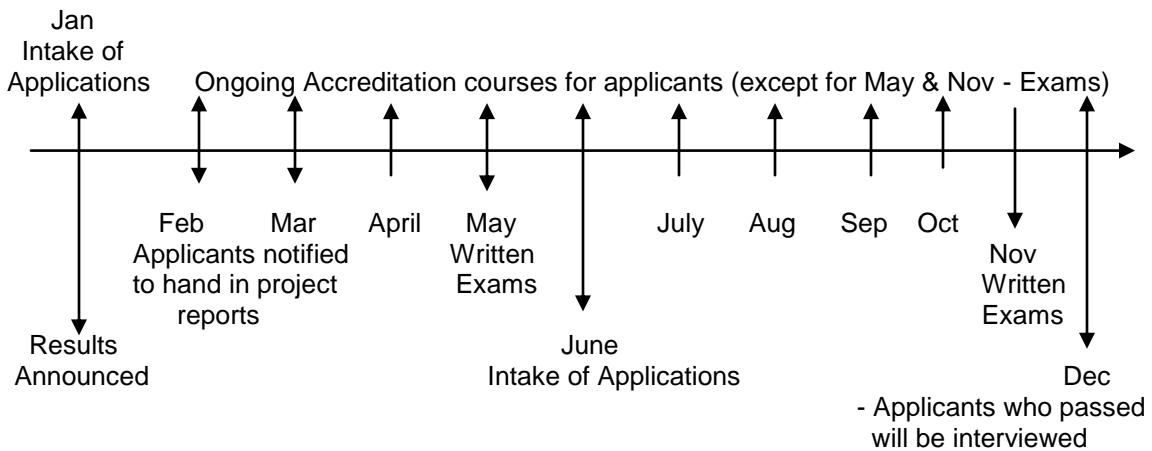 Jan
Intake of
Applications
Ongoing Accreditation courses for applicants (except for May & Nov - Exams)
Feb
Mar
Applicants notified
to hand in project
reports
April
May
Written
Exams
July
Aug
Sep
Oct
Nov
Written
Exams
Results
Announced
June
Intake of Applications
Dec
- Applicants who passed
will be interviewed